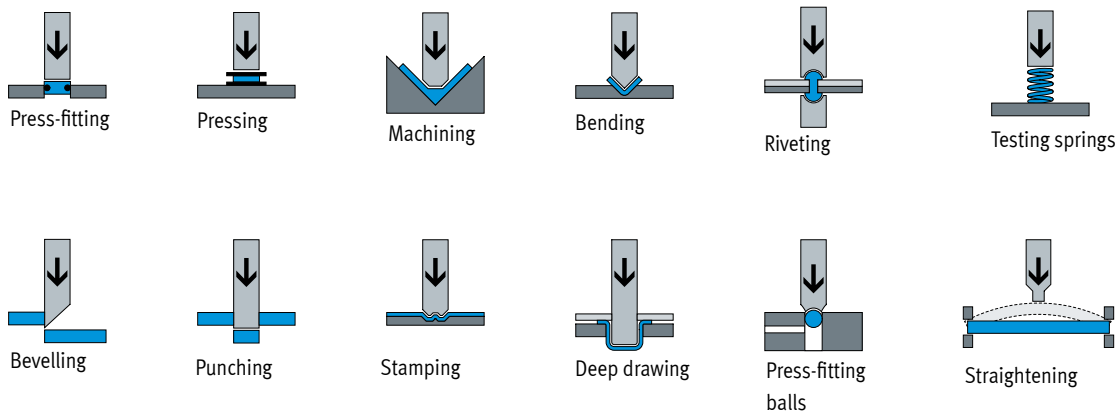 Press-fitting
Pressing
Machining
Bending
Riveting
Testing springs
Bevelling
Punching
Stamping
Deep drawing
Press-fitting
balls
Straightening